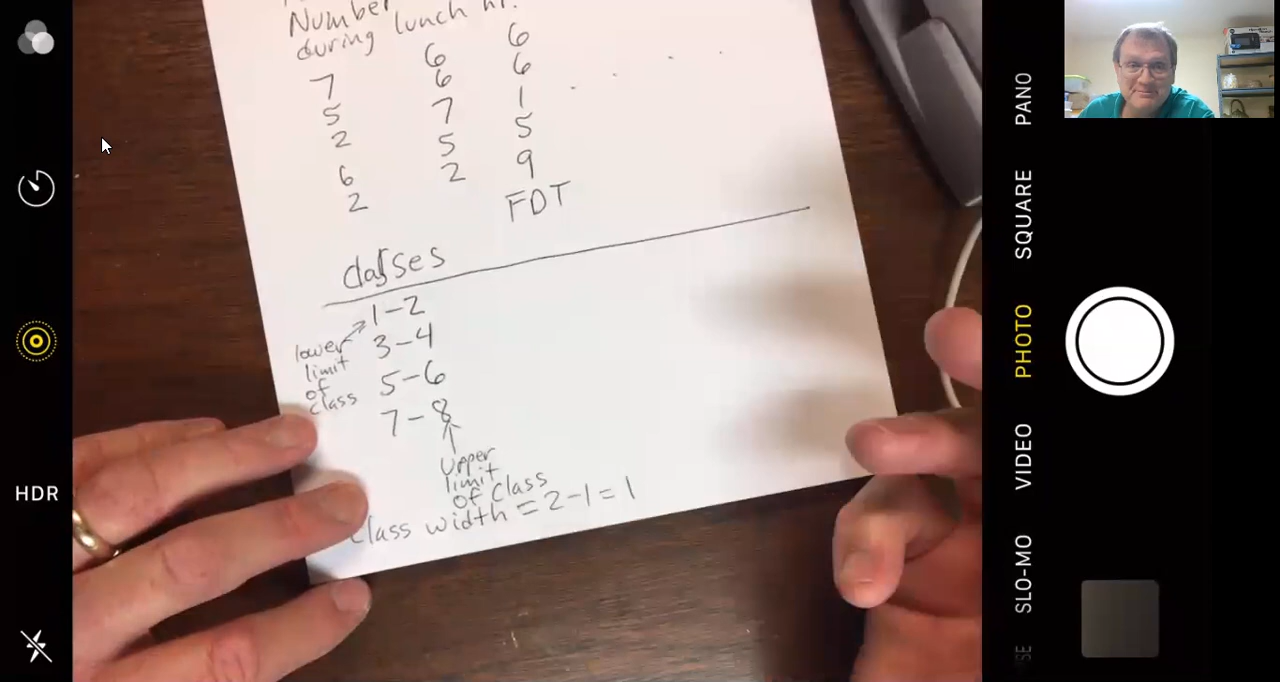 Number
during lunch hr.
7 6 6
5 6 6
2 7 1
6 5 5
2 2 9
FDT
classes
1-2
3-4
5-6
7-8
lower
limit
of
class
Upper
limit
of Class
Class width = 2-1=1
HDR
PANO
SQUARE
PHOTO
VIDEO
SLO-MO
SE